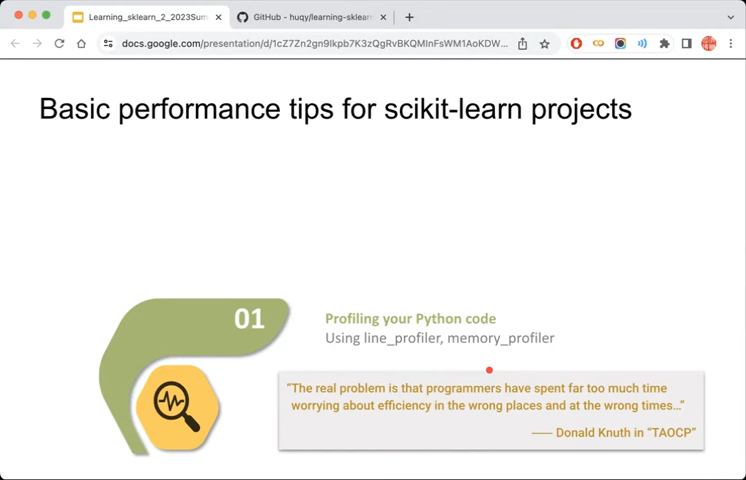 Learning_sklearn_2_2023Sum
GitHub - huqy/learning-sklearn
docs.google.com/presentation/d/1cZ7Zn2gn9Ikpb7K3zQgRvBKQMInFsWM1AoKDW...
Basic performance tips for scikit-learn projects
01
Profiling your Python code
Using line_profiler, memory_profiler
“The real problem is that programmers have spent far too much time
worrying about efficiency in the wrong places and at the wrong times…”
—— Donald Knuth in “TAOCP”